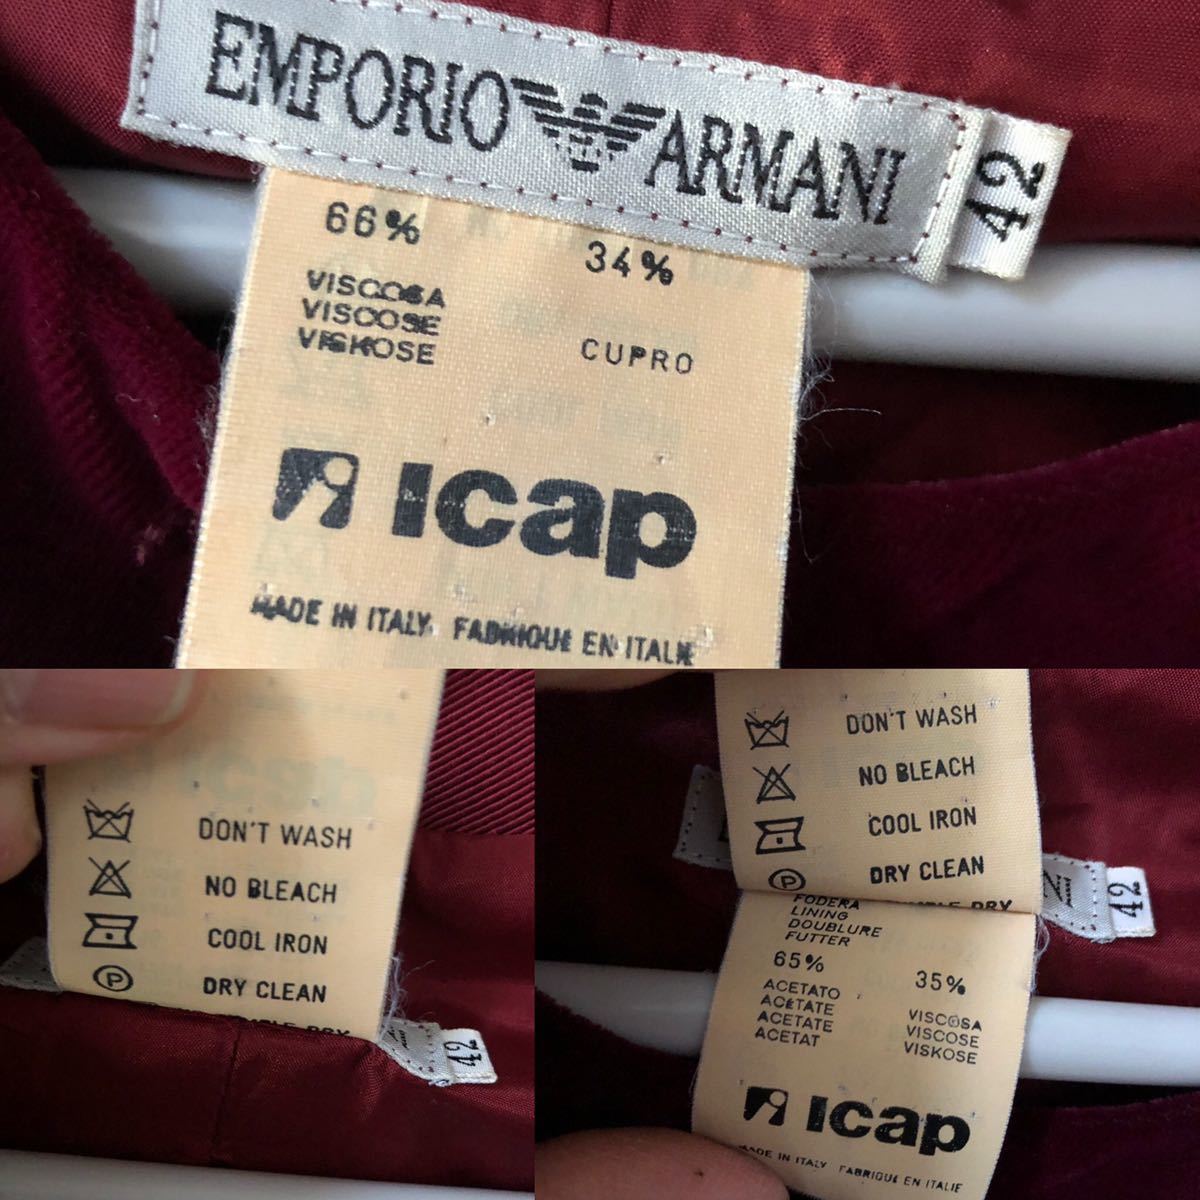 EMPORIO ARMANI
42
66% 34%
VISCOSA
VISCOSE
VISKOSE
CUPRO
Icap
MADE IN ITALY. FABRIQUE EN ITALIE
DON'T WASH
NO BLEACH
COOL IRON
P DRY CLEAN
42
DON'T WASH
NO BLEACH
COOL IRON
P DRY CLEAN
DRY
FODERA
LINING
DOUBLURE
FUTTER
65% 35%
ACETATO
ACÉTATE
ACETATE
ACETAT
VISCOSA
VISCOSE
VISKOSE
Icap
MADE IN ITALY FABRIQUE EN ITALIE
NI
42